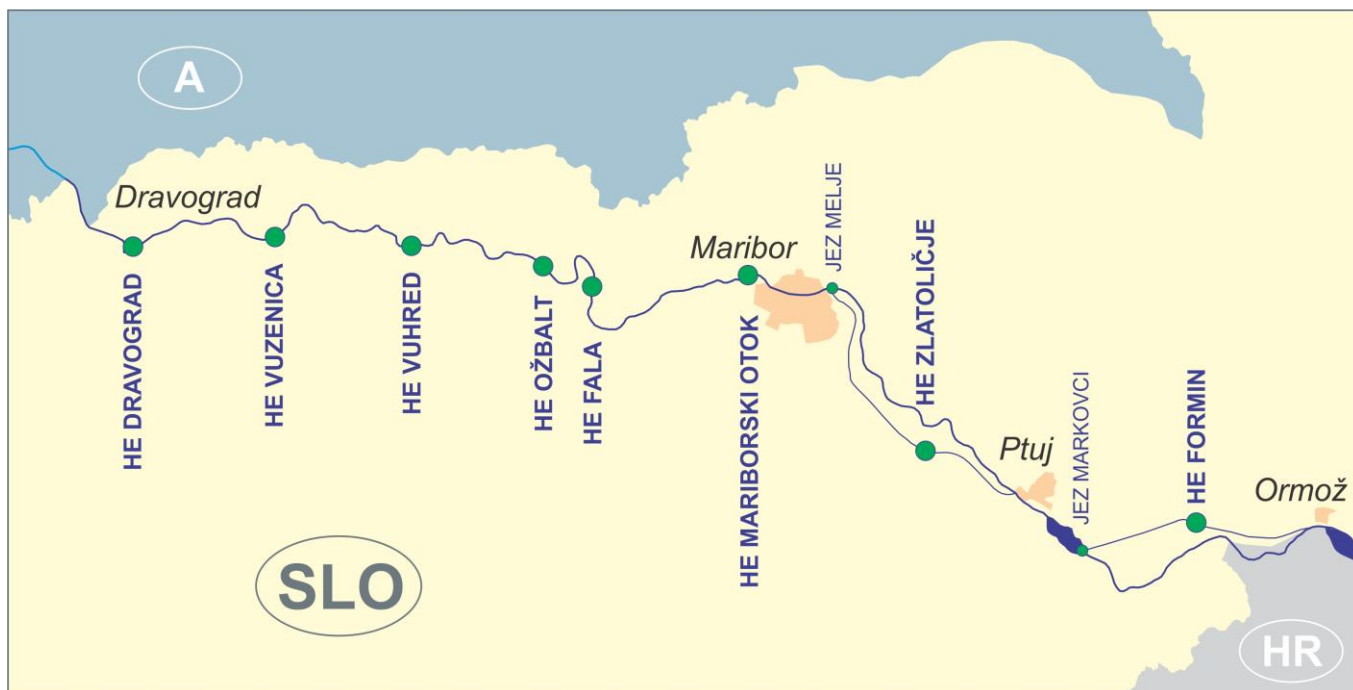 A
Dravograd
HE DRAVOGRAD
HE VUZENICA
HE VUHRED
HE OŽBALT
HE FALA
Maribor
HE MARIBORSKI OTOK
JEZ MELJE
HE ZLATOLIČJE
Ptuj
JEZ MARKOVCI
HE FORMIN
Ormož
SLO
HR